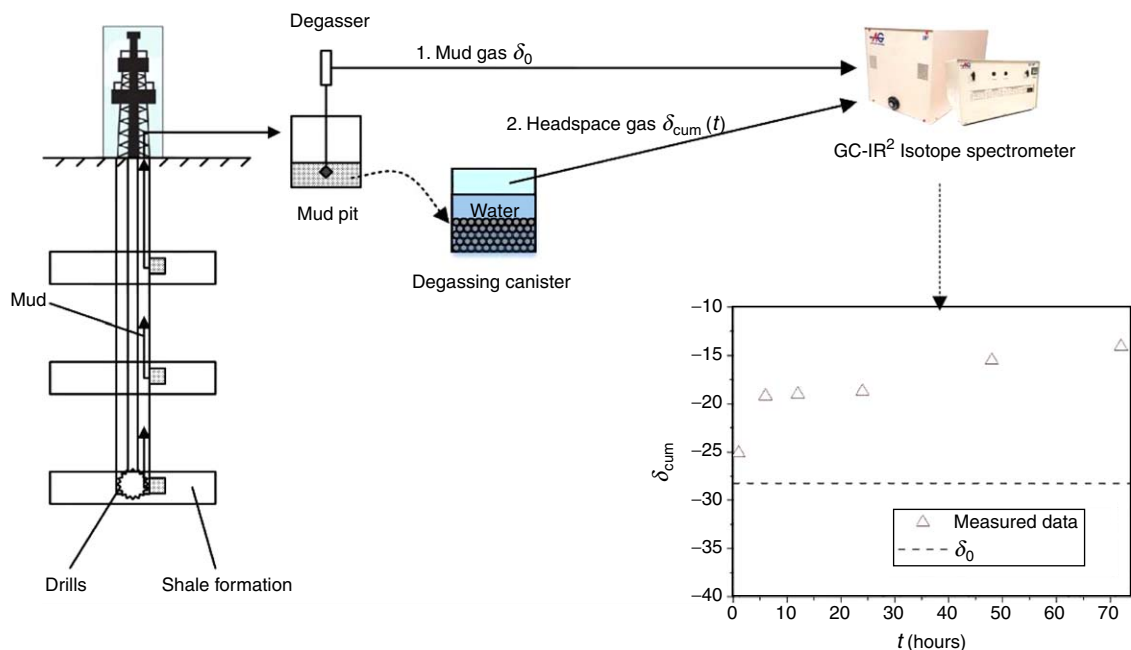 Degasser
1. Mud gas δ₀
2. Headspace gas δcum (t)
GC-IR² Isotope spectrometer
Mud pit
Water
Degassing canister
Mud
Drills
Shale formation
AG
−10
−15
−20
−25
−30
−35
−40
δcum
Measured data
δ₀
0
10
20
30
40
50
60
70
t (hours)